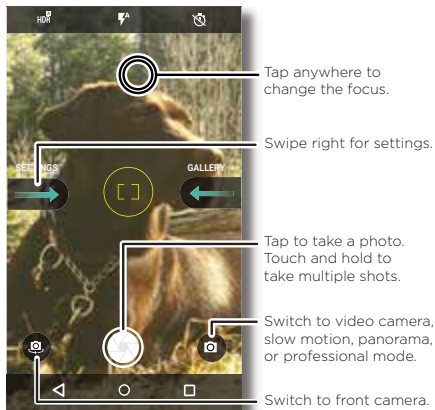 HDR A
A
Tap anywhere to
change the focus.
Swipe right for settings.
SETTINGS
GALLERY
Tap to take a photo.
Touch and hold to
take multiple shots.
Switch to video camera,
slow motion, panorama,
or professional mode.
Switch to front camera.